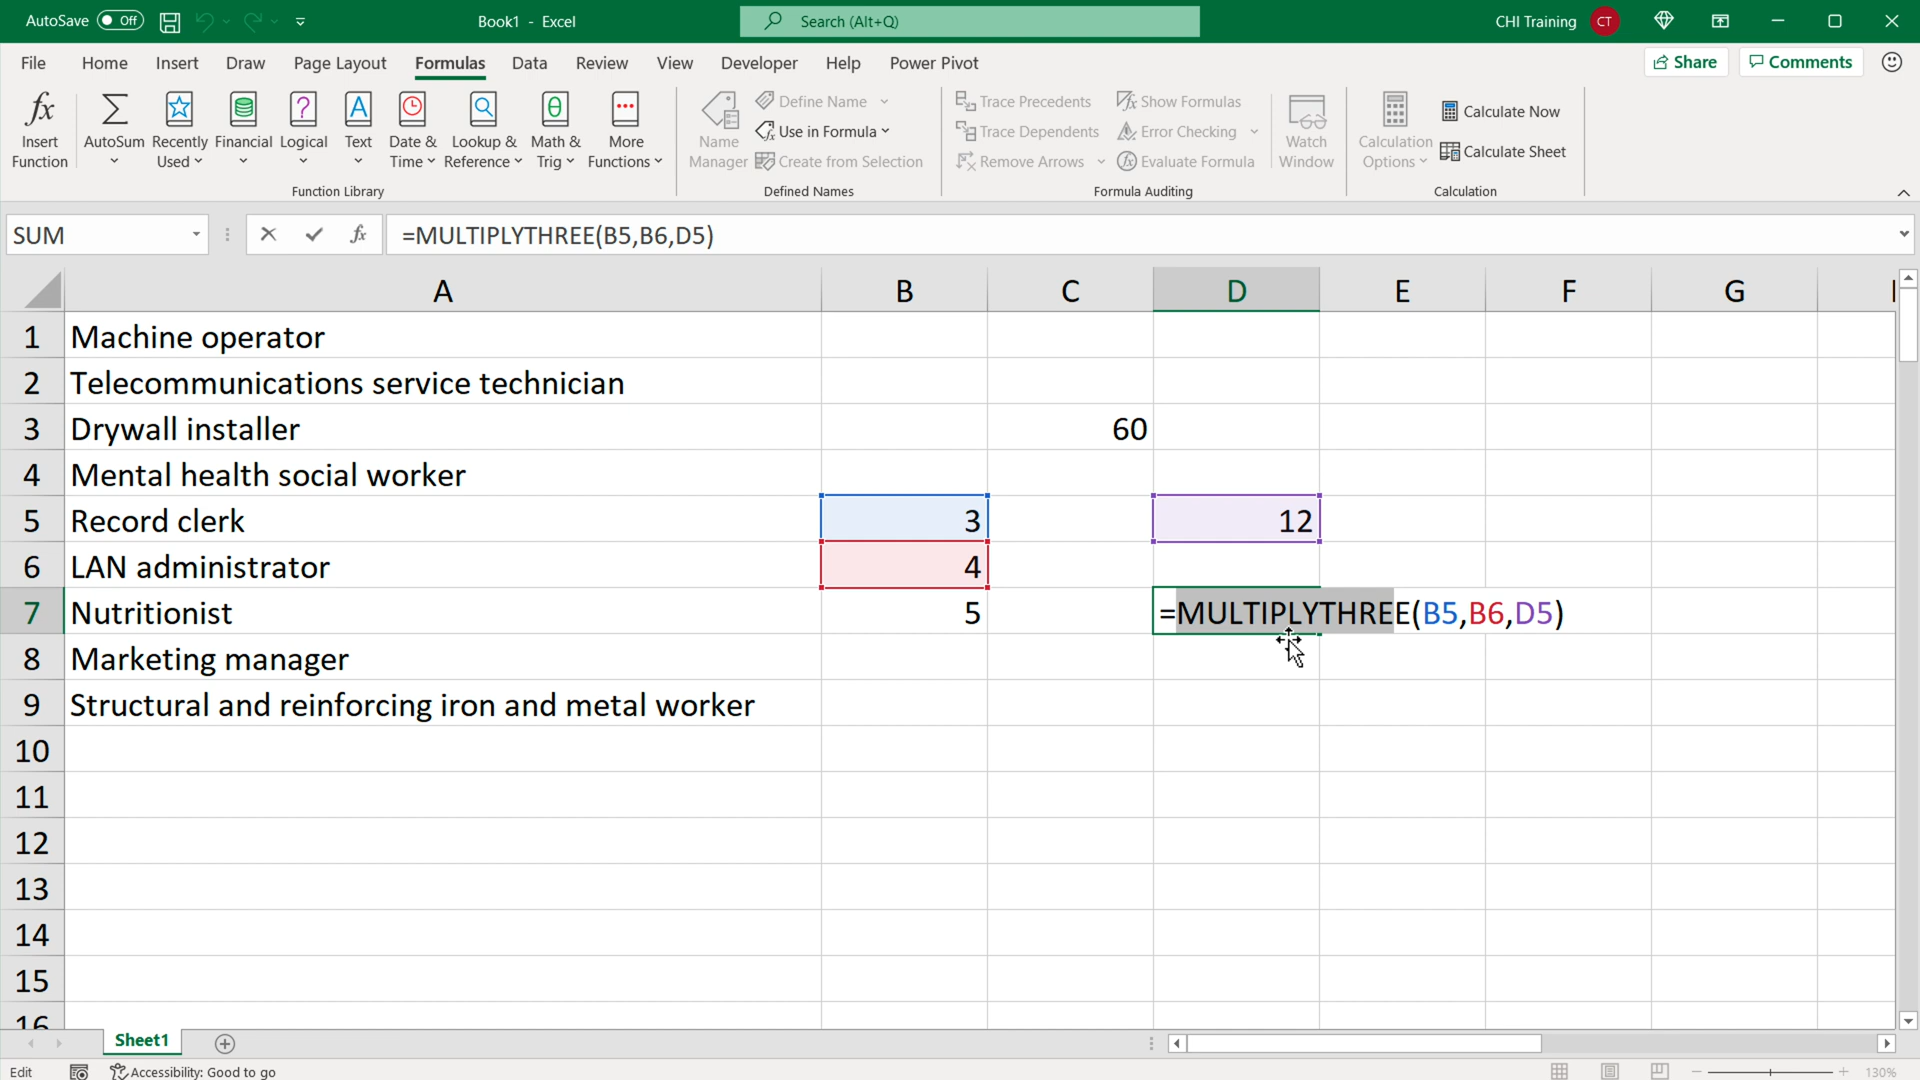 AutoSave Off Book1 - Excel Search (Alt+Q) CHI Training CT
File Home Insert Draw Page Layout Formulas Data Review View Developer Help Power Pivot Share Comments
Insert Function
AutoSum
Recently Used
Financial
Logical
Text
Date & Time
Lookup & Reference
Math & Trig
More Functions
Function Library
Name Manager
Define Name
Use in Formula
Create from Selection
Defined Names
Trace Precedents
Trace Dependents
Remove Arrows
Show Formulas
Error Checking
Evaluate Formula
Formula Auditing
Watch Window
Calculation Options
Calculate Now
Calculate Sheet
Calculation
SUM fx =MULTIPLYTHREE(B5,B6,D5)
A B C D E F G
1 Machine operator
2 Telecommunications service technician
3 Drywall installer 60
4 Mental health social worker
5 Record clerk 3 12
6 LAN administrator 4
7 Nutritionist 5 =MULTIPLYTHREE(B5,B6,D5)
8 Marketing manager
9 Structural and reinforcing iron and metal worker
10
11
12
13
14
15
16
Sheet1
Edit Accessibility: Good to go 130%